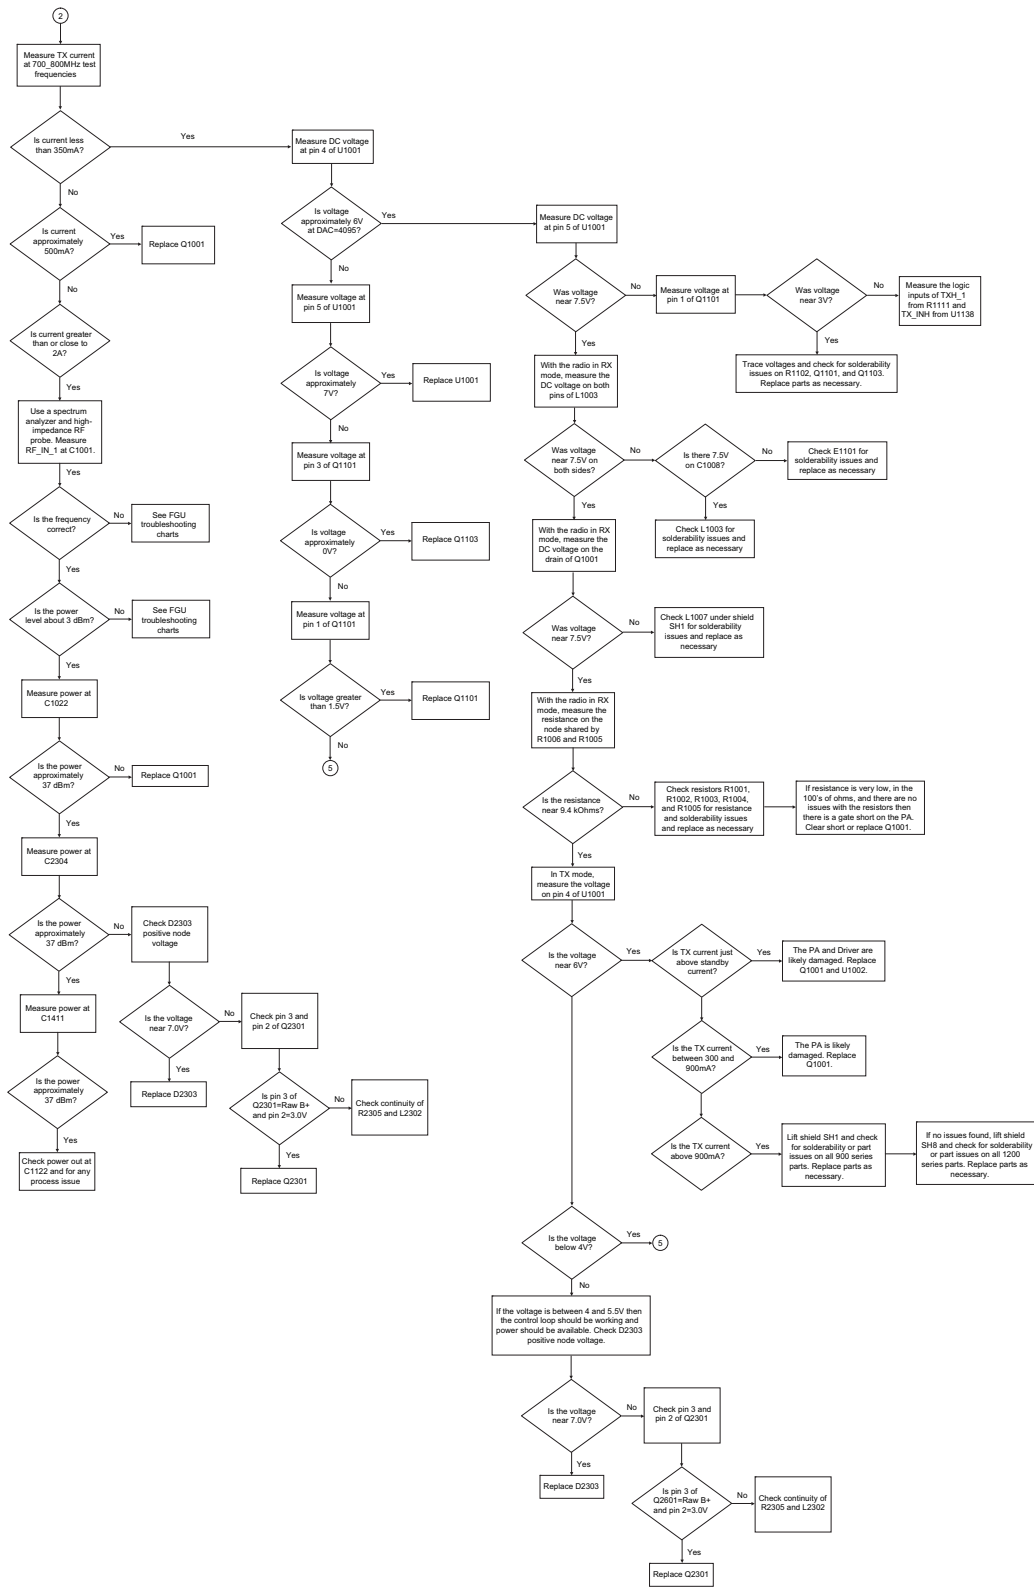 2
Measure TX current
at 700_800MHz test
frequencies
Is current less
than 350mA?
Yes
No
Is current
approximately
500mA?
Yes
Replace Q1001
No
Is current greater
than or close to
2A?
Yes
Use a spectrum
analyzer and high-
impedance RF
probe. Measure
RF_IN_1 at C1001.
Yes
Is the frequency
correct?
No
See FGU
troubleshooting
charts
Yes
Is the power
level about 3 dBm?
No
See FGU
troubleshooting
charts
Yes
Measure power at
C1022
Is the power
approximately
37 dBm?
No
Replace Q1001
Yes
Measure power at
C2304
Is the power
approximately
37 dBm?
No
Check D2303
positive node
voltage
Yes
Measure power at
C1411
Is the power
approximately
37 dBm?
Yes
Check power out at
C1122 and for any
process issue
Is the voltage
near 7.0V?
No
Check pin 3 and
pin 2 of Q2301
Yes
Replace D2303
Is pin 3 of
Q2301=Raw B+
and pin 2=3.0V
No
Check continuity of
R2305 and L2302
Yes
Replace Q2301
Measure DC voltage
at pin 4 of U1001
Is voltage
approximately 6V
at DAC=4095?
Yes
No
Measure voltage at
pin 5 of U1001
Is voltage
approximately
7V?
Yes
Replace U1001
No
Measure voltage at
pin 3 of Q1101
Is voltage
approximately
0V?
Yes
Replace Q1103
No
Measure voltage at
pin 1 of Q1101
Is voltage greater
than 1.5V?
Yes
Replace Q1101
No
5
Measure DC voltage
at pin 5 of U1001
Was voltage
near 7.5V?
No
Measure voltage at
pin 1 of Q1101
Was voltage
near 3V?
No
Measure the logic
inputs of TXH_1
from R1111 and
TX_INH from U1138
Yes
Trace voltages and check for solderability
issues on R1102, Q1101, and Q1103.
Replace parts as necessary.
Yes
With the radio in RX
mode, measure the
DC voltage on both
pins of L1003
Was voltage
near 7.5V on
both sides?
No
Is there 7.5V
on C1008?
No
Check E1101 for
solderability issues and
replace as necessary
Yes
Check L1003 for
solderability issues and
replace as necessary
Yes
With the radio in RX
mode, measure the
DC voltage on the
drain of Q1001
Was voltage
near 7.5V?
No
Check L1007 under shield
SH1 for solderability
issues and replace as
necessary
Yes
With the radio in RX
mode, measure the
resistance on the
node shared by
R1006 and R1005
Is the resistance
near 9.4 kOhms?
No
Check resistors R1001,
R1002, R1003, R1004,
and R1005 for resistance
and solderability issues
and replace as necessary
If resistance is very low, in the
100's of ohms, and there are no
issues with the resistors then
there is a gate short on the PA.
Clear short or replace Q1001.
Yes
In TX mode,
measure the voltage
on pin 4 of U1001
Is the voltage
near 6V?
Yes
Is TX current just
above standby
current?
Yes
The PA and Driver are
likely damaged. Replace
Q1001 and U1002.
Is the TX current
between 300 and
900mA?
Yes
The PA is likely
damaged. Replace
Q1001.
Is the TX current
above 900mA?
Yes
Lift shield SH1 and check
for solderability or part
issues on all 900 series
parts. Replace parts as
necessary.
If no issues found, lift shield
SH8 and check for solderability
or part issues on all 1200
series parts. Replace parts as
necessary.
Is the voltage
below 4V?
Yes
5
No
If the voltage is between 4 and 5.5V then
the control loop should be working and
power should be available. Check D2303
positive node voltage.
Is the voltage
near 7.0V?
No
Check pin 3 and
pin 2 of Q2301
Yes
Replace D2303
Is pin 3 of
Q2601=Raw B+
and pin 2=3.0V
No
Check continuity of
R2305 and L2302
Yes
Replace Q2301